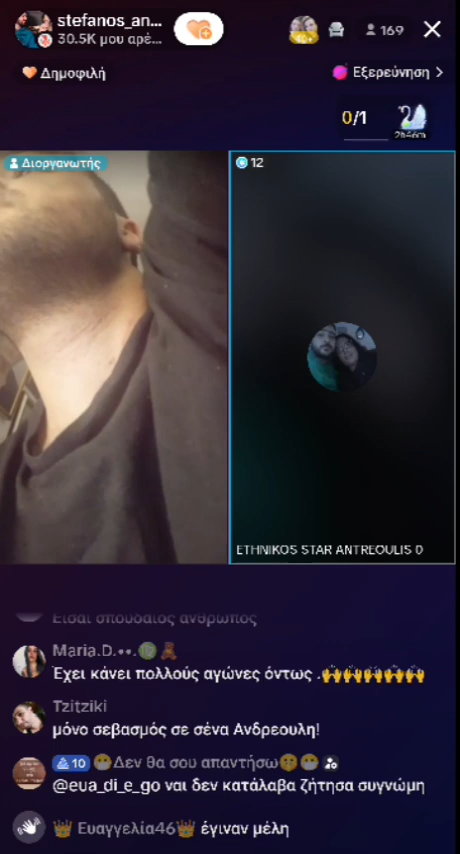 stefanos_an...
30.5K μου αρέ...
169
Δημοφιλή
Εξερεύνηση >
0/1
2h46m
Διοργανωτής
12
ETHNIKOS STAR ANTREOULIS 0
Είσαι σπουδαίος άνθρωπος
Maria.D.••.
Έχει κάνει πολλούς αγώνες όντως .🙌🙌🙌🙌🙌
Tzitziki
μόνο σεβασμός σε σένα Ανδρεουλη!
10 😷Δεν θα σου απαντήσω🤫😷
@eua_di_e_go ναι δεν κατάλαβα ζήτησα συγνώμη
👑 Ευαγγελία46👑 έγιναν μέλη